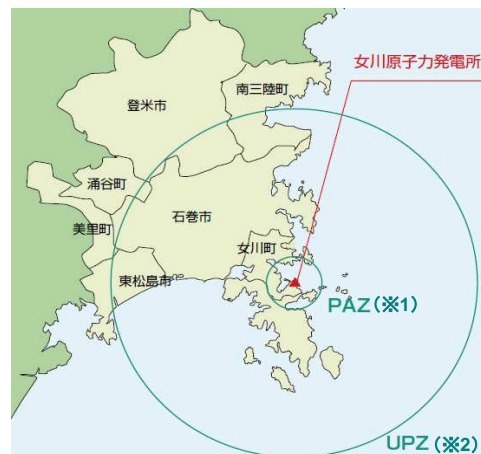 女川原子力発電所
南三陸町
登米市
涌谷町
石巻市
美里町
女川町
東松島市
PAZ(※1)
UPZ(※2)